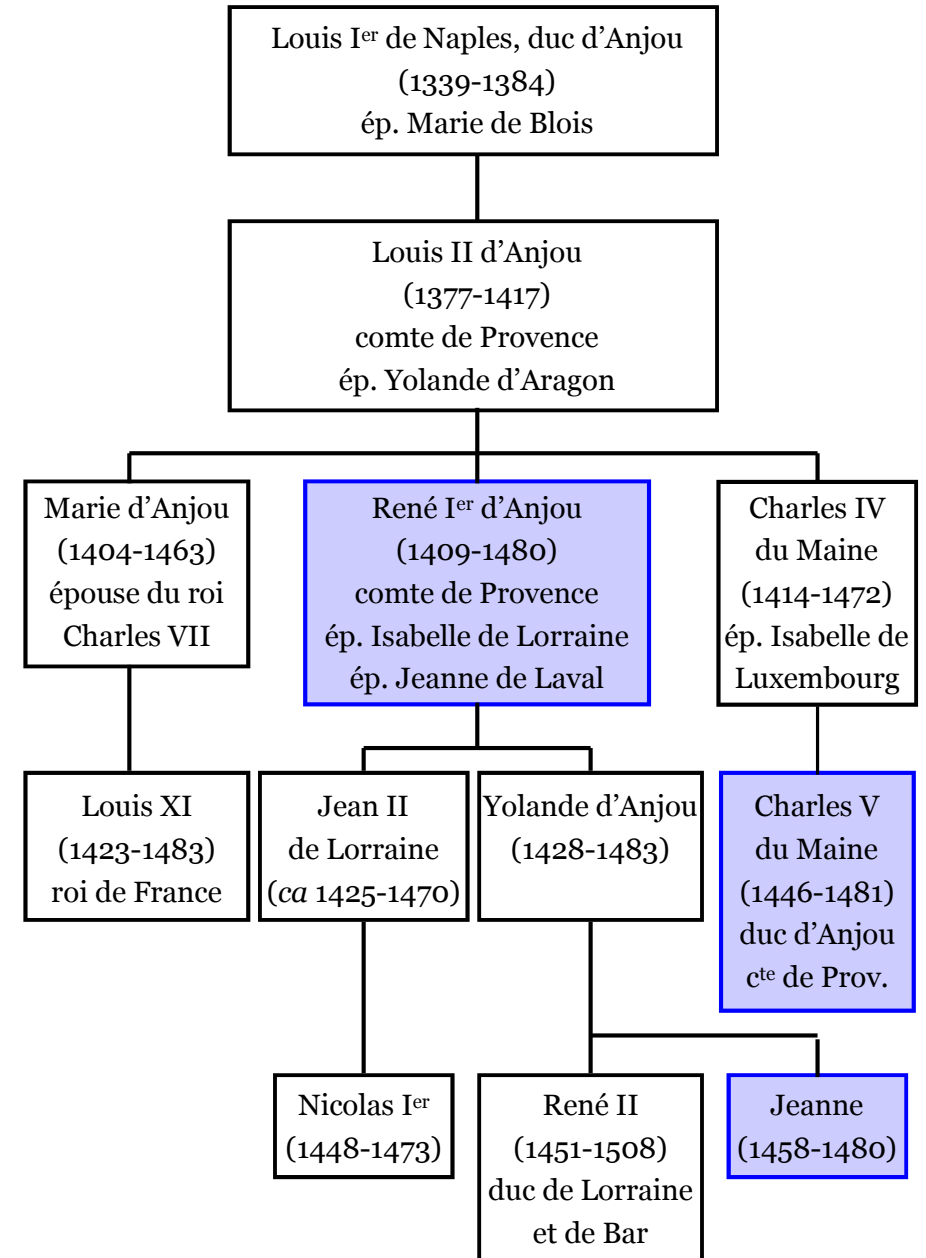 Louis Ier de Naples, duc d’Anjou
(1339-1384)
ép. Marie de Blois
Louis II d’Anjou
(1377-1417)
comte de Provence
ép. Yolande d’Aragon
Marie d’Anjou
(1404-1463)
épouse du roi
Charles VII
René Ier d’Anjou
(1409-1480)
comte de Provence
ép. Isabelle de Lorraine
ép. Jeanne de Laval
Charles IV
du Maine
(1414-1472)
ép. Isabelle de
Luxembourg
Louis XI
(1423-1483)
roi de France
Jean II
de Lorraine
(ca 1425-1470)
Yolande d’Anjou
(1428-1483)
Charles V
du Maine
(1446-1481)
duc d’Anjou
cte de Prov.
Nicolas Ier
(1448-1473)
René II
(1451-1508)
duc de Lorraine
et de Bar
Jeanne
(1458-1480)